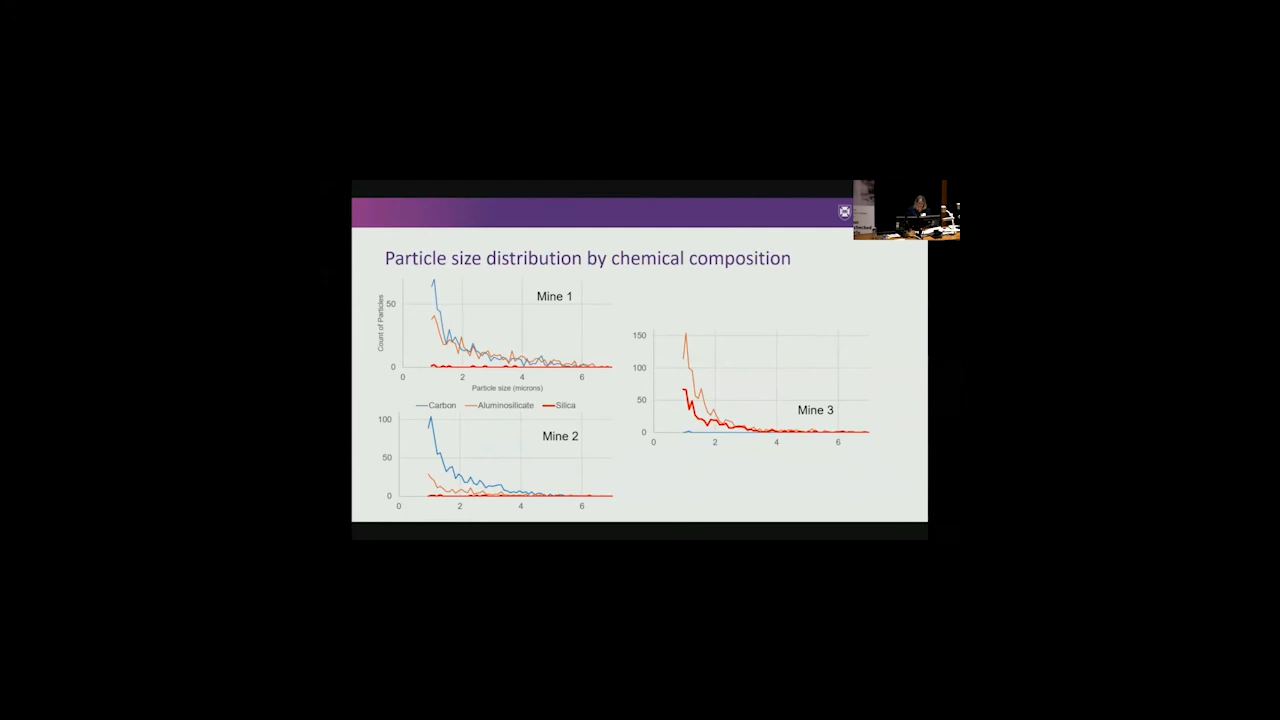 Particle size distribution by chemical composition
Mine 1
Count of Particles
50
0
0 2 4 6
Particle size (microns)
Carbon Aluminosilicate Silica
Mine 2
100
50
0
0 2 4 6
Mine 3
150
100
50
0
0 2 4 6